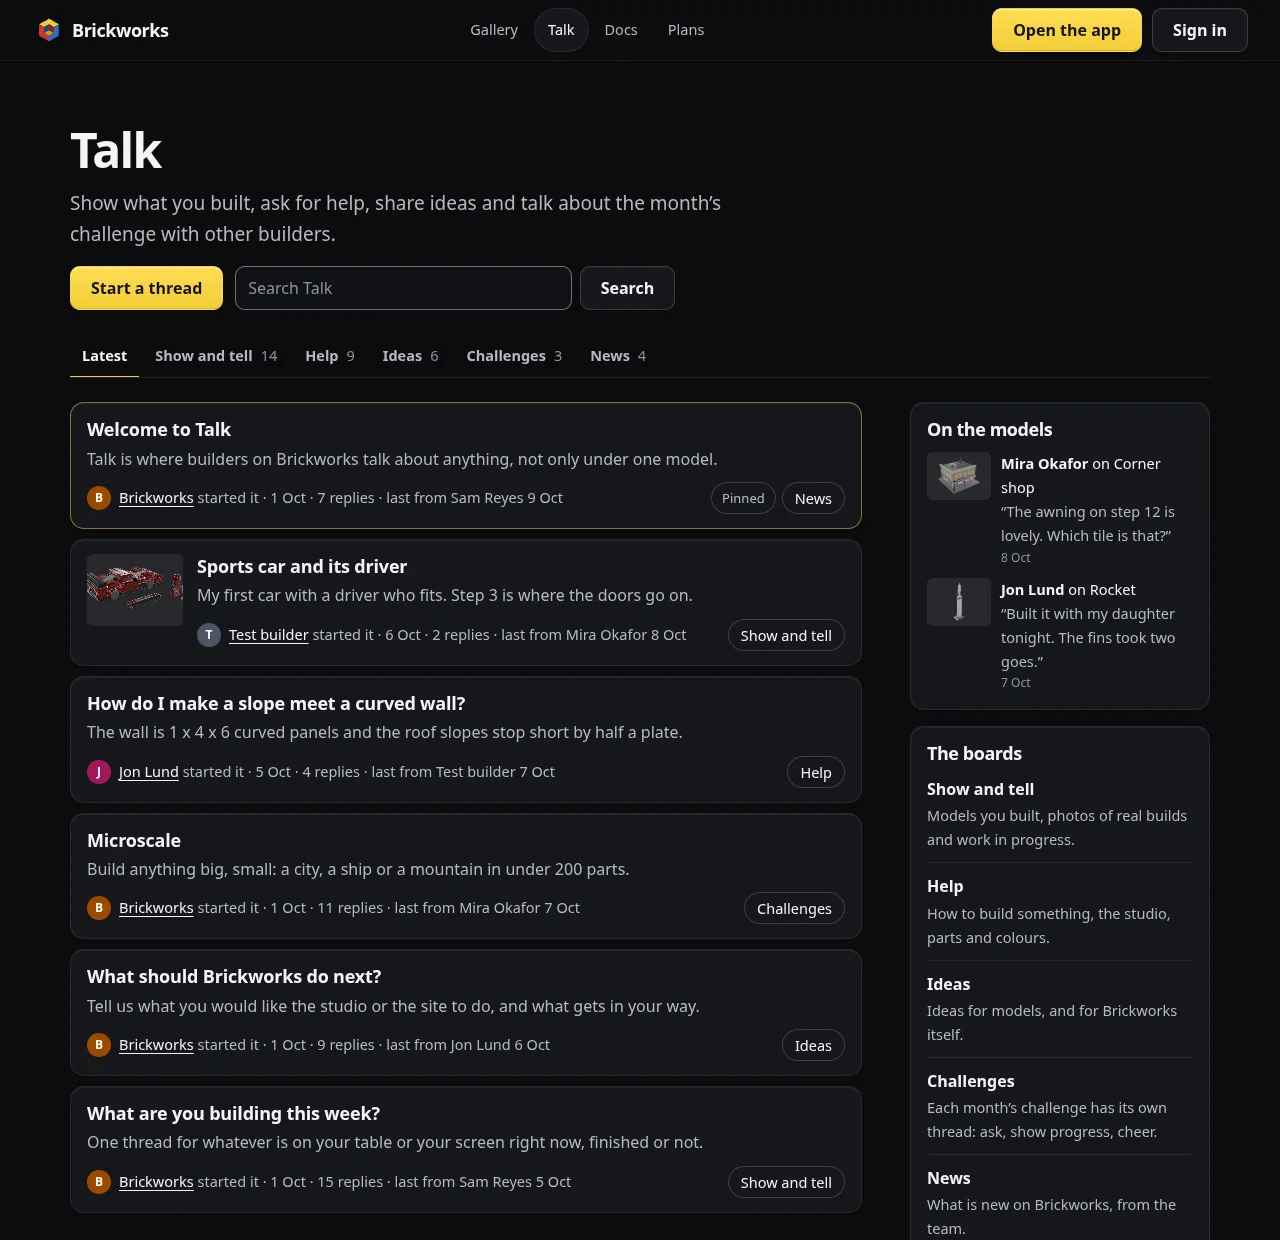 Brickworks
Gallery
Talk
Docs
Plans
Open the app
Sign in
Talk
Show what you built, ask for help, share ideas and talk about the month’s
challenge with other builders.
Start a thread
Search Talk
Search
Latest
Show and tell 14
Help 9
Ideas 6
Challenges 3
News 4
Welcome to Talk
Talk is where builders on Brickworks talk about anything, not only under one model.
B
Brickworks started it · 1 Oct · 7 replies · last from Sam Reyes 9 Oct
Pinned
News
Sports car and its driver
My first car with a driver who fits. Step 3 is where the doors go on.
T
Test builder started it · 6 Oct · 2 replies · last from Mira Okafor 8 Oct
Show and tell
How do I make a slope meet a curved wall?
The wall is 1 x 4 x 6 curved panels and the roof slopes stop short by half a plate.
J
Jon Lund started it · 5 Oct · 4 replies · last from Test builder 7 Oct
Help
Microscale
Build anything big, small: a city, a ship or a mountain in under 200 parts.
B
Brickworks started it · 1 Oct · 11 replies · last from Mira Okafor 7 Oct
Challenges
What should Brickworks do next?
Tell us what you would like the studio or the site to do, and what gets in your way.
B
Brickworks started it · 1 Oct · 9 replies · last from Jon Lund 6 Oct
Ideas
What are you building this week?
One thread for whatever is on your table or your screen right now, finished or not.
B
Brickworks started it · 1 Oct · 15 replies · last from Sam Reyes 5 Oct
Show and tell
On the models
Mira Okafor on Corner
shop
“The awning on step 12 is
lovely. Which tile is that?”
8 Oct
Jon Lund on Rocket
“Built it with my daughter
tonight. The fins took two
goes.”
7 Oct
The boards
Show and tell
Models you built, photos of real builds
and work in progress.
Help
How to build something, the studio,
parts and colours.
Ideas
Ideas for models, and for Brickworks
itself.
Challenges
Each month’s challenge has its own
thread: ask, show progress, cheer.
News
What is new on Brickworks, from the
team.